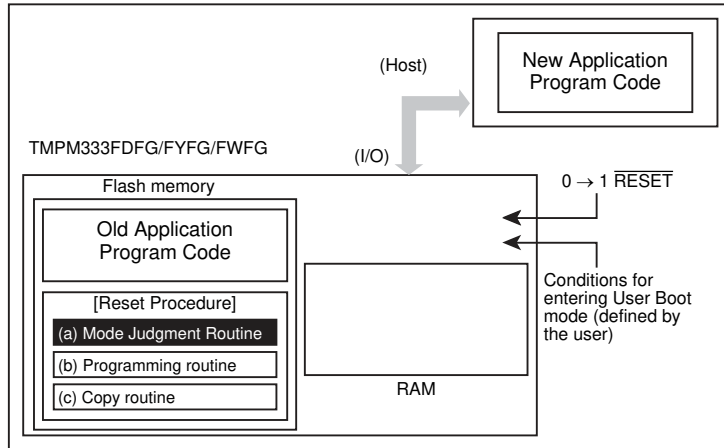 New Application
Program Code
(Host)
TMPM333FDFG/FYFG/FWFG
(I/O)
Flash memory
0 → 1 RESET
Old Application
Program Code
[Reset Procedure]
(a) Mode Judgment Routine
(b) Programming routine
(c) Copy routine
RAM
Conditions for
entering User Boot
mode (defined by
the user)